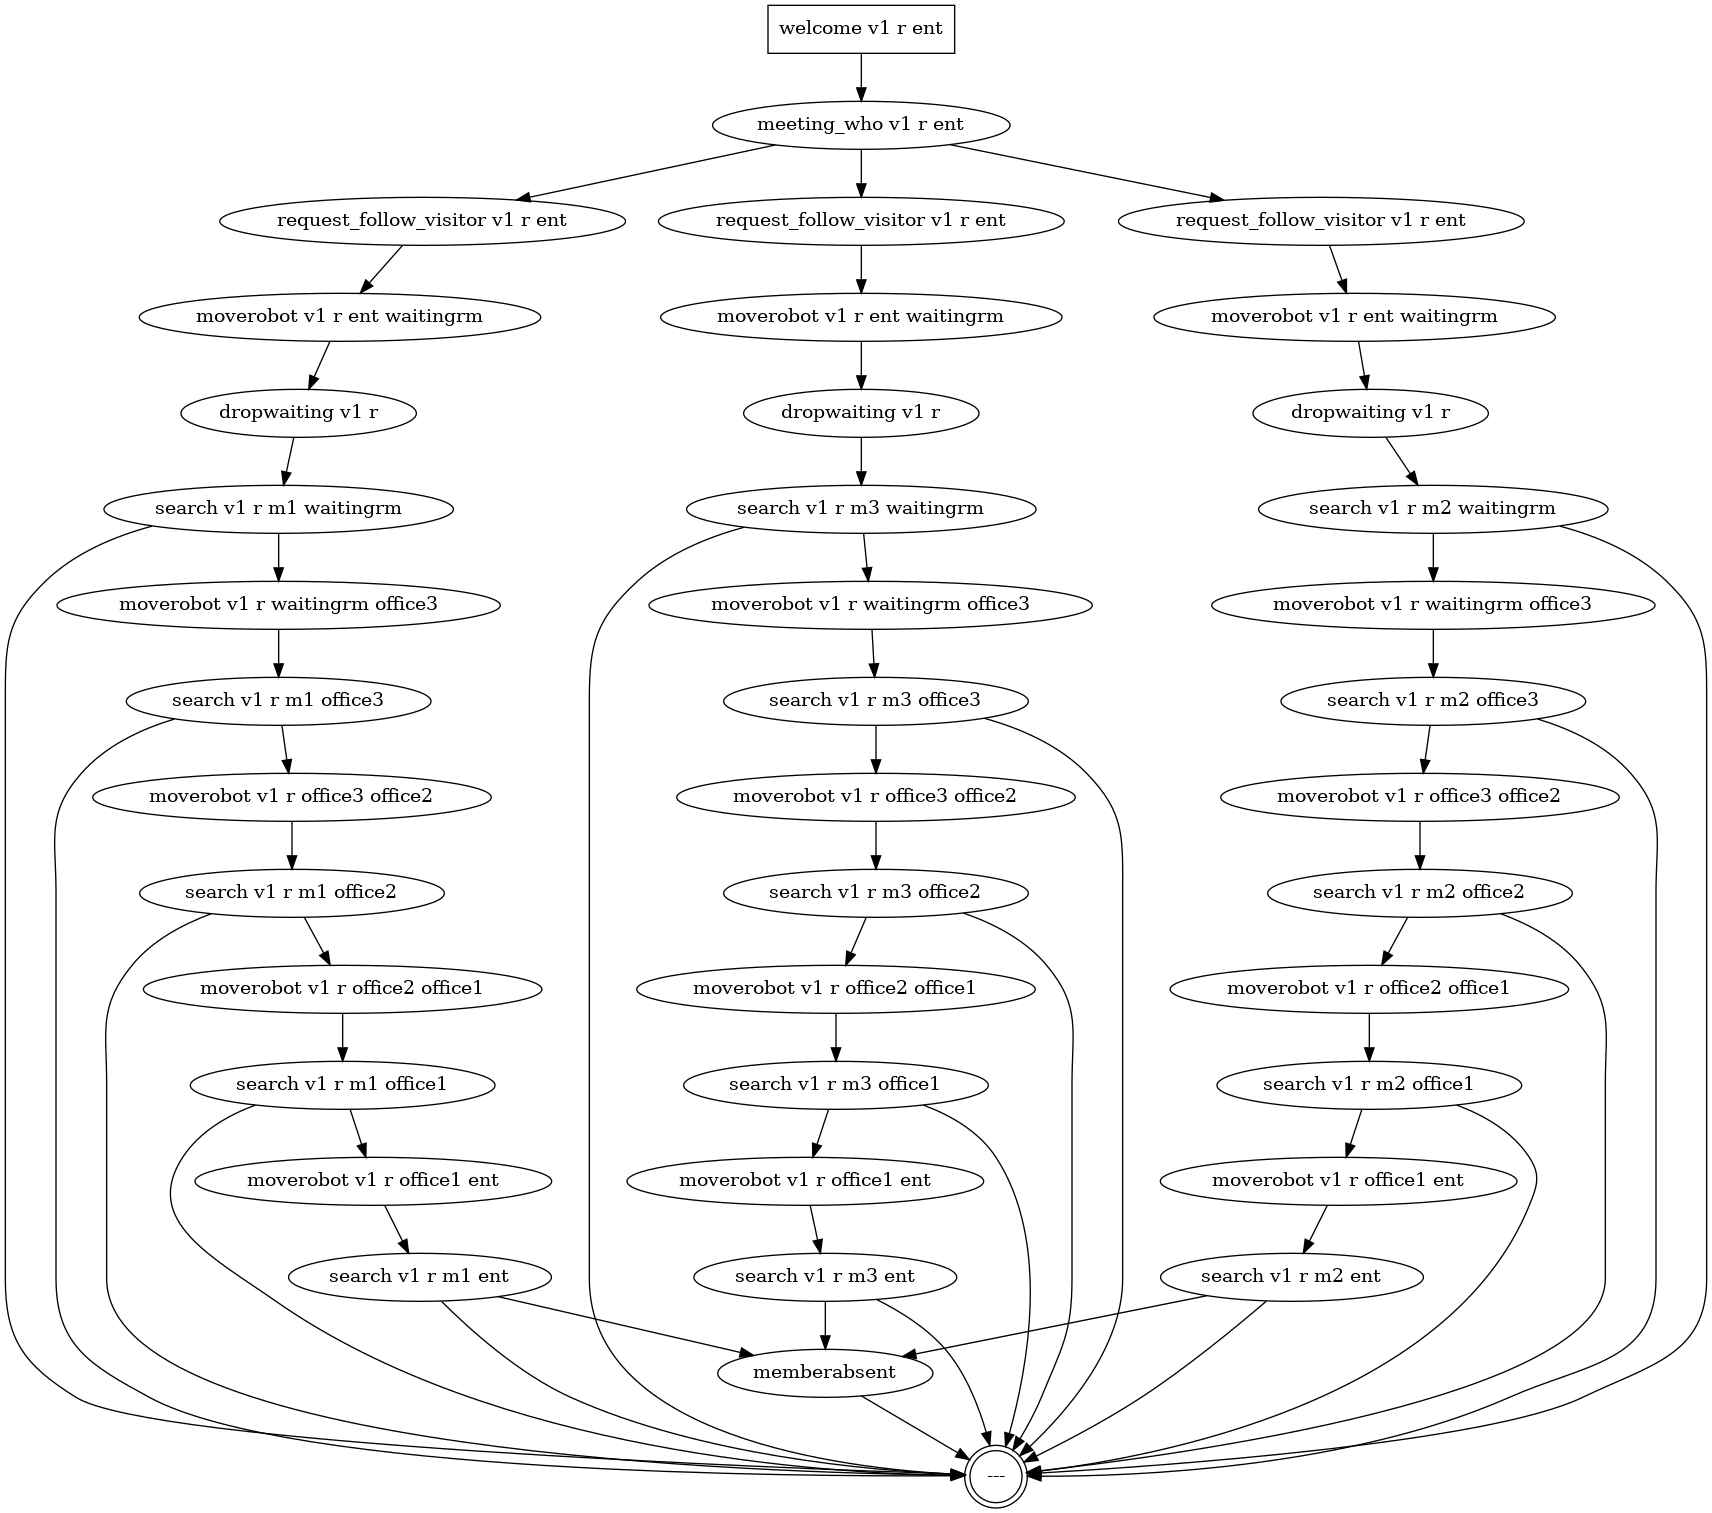 welcome v1 r ent
meeting_who v1 r ent
request_follow_visitor v1 r ent
request_follow_visitor v1 r ent
request_follow_visitor v1 r ent
moverobot v1 r ent waitingrm
moverobot v1 r ent waitingrm
moverobot v1 r ent waitingrm
dropwaiting v1 r
dropwaiting v1 r
dropwaiting v1 r
search v1 r m1 waitingrm
search v1 r m3 waitingrm
search v1 r m2 waitingrm
moverobot v1 r waitingrm office3
moverobot v1 r waitingrm office3
moverobot v1 r waitingrm office3
search v1 r m1 office3
search v1 r m3 office3
search v1 r m2 office3
moverobot v1 r office3 office2
moverobot v1 r office3 office2
moverobot v1 r office3 office2
search v1 r m1 office2
search v1 r m3 office2
search v1 r m2 office2
moverobot v1 r office2 office1
moverobot v1 r office2 office1
moverobot v1 r office2 office1
search v1 r m1 office1
search v1 r m3 office1
search v1 r m2 office1
moverobot v1 r office1 ent
moverobot v1 r office1 ent
moverobot v1 r office1 ent
search v1 r m1 ent
search v1 r m3 ent
search v1 r m2 ent
memberabsent
---